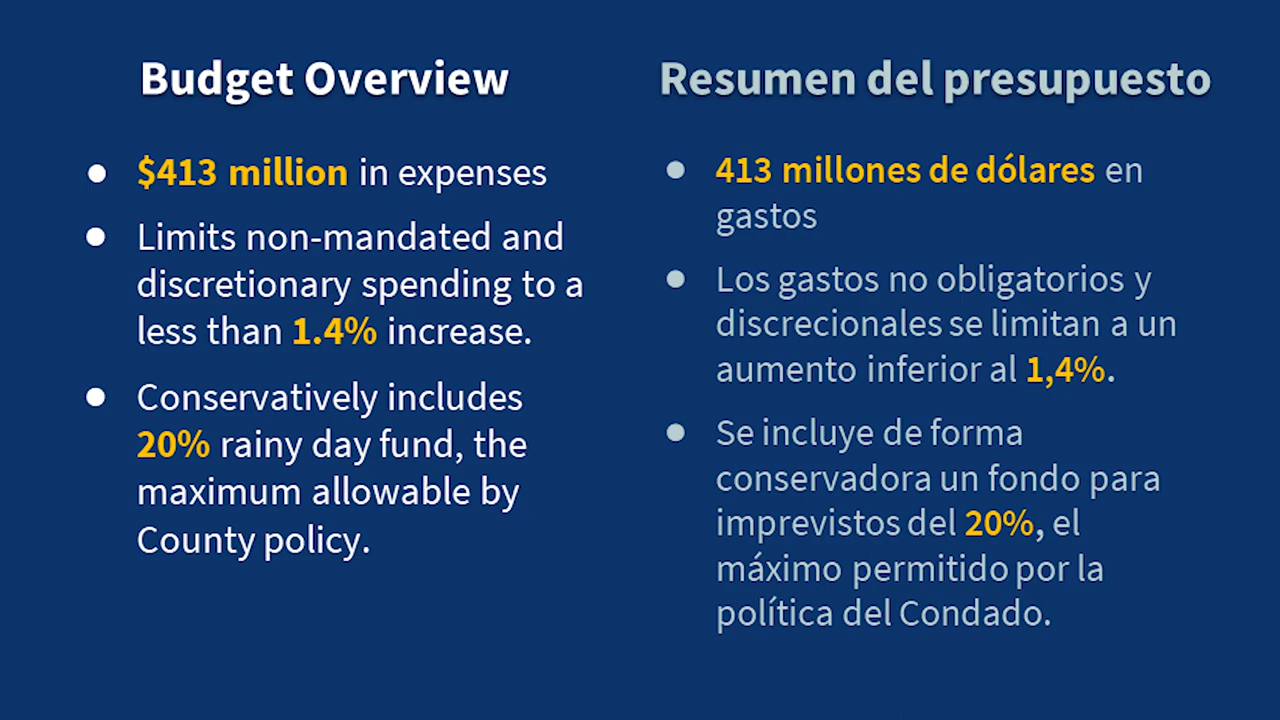 Budget Overview
● $413 million in expenses
● Limits non-mandated and
discretionary spending to a
less than 1.4% increase.
● Conservatively includes
20% rainy day fund, the
maximum allowable by
County policy.
Resumen del presupuesto
● 413 millones de dólares en
gastos
● Los gastos no obligatorios y
discrecionales se limitan a un
aumento inferior al 1,4%.
● Se incluye de forma
conservadora un fondo para
imprevistos del 20%, el
máximo permitido por la
política del Condado.